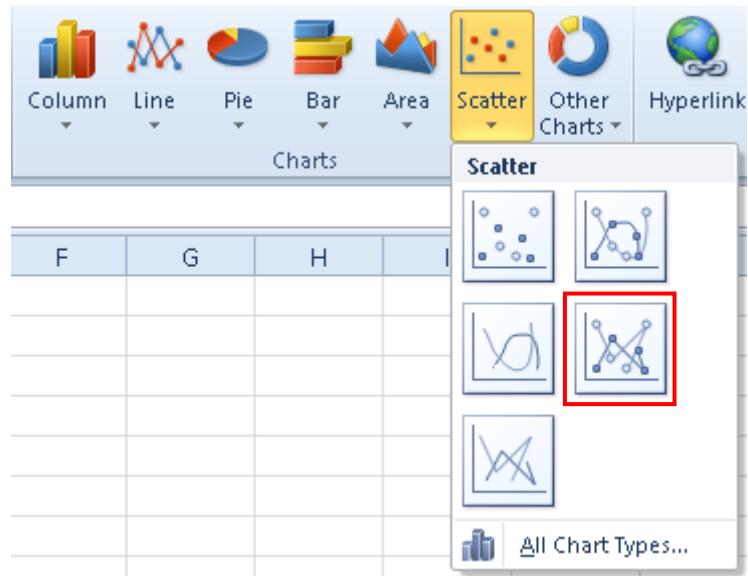 Column Line Pie Bar Area Scatter Other Charts Hyperlink
Charts
Scatter
F G H I
All Chart Types...